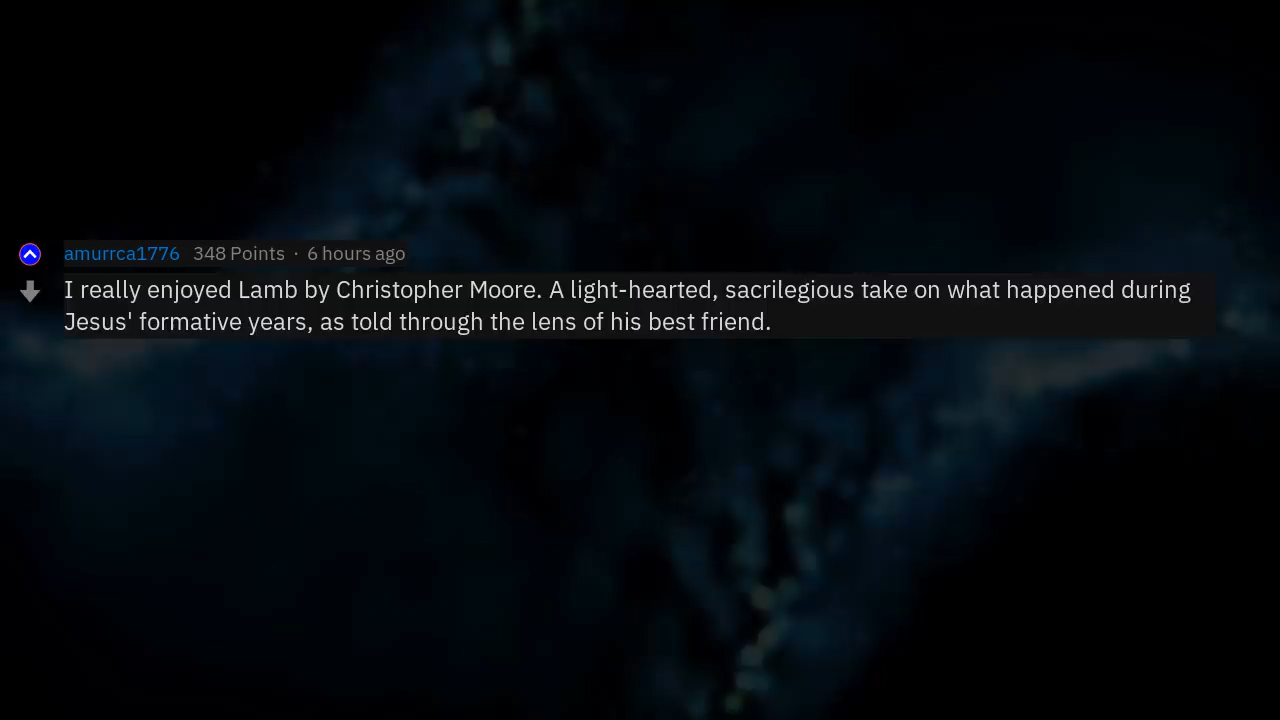 amurrca1776 348 Points · 6 hours ago
I really enjoyed Lamb by Christopher Moore. A light-hearted, sacrilegious take on what happened during
Jesus' formative years, as told through the lens of his best friend.